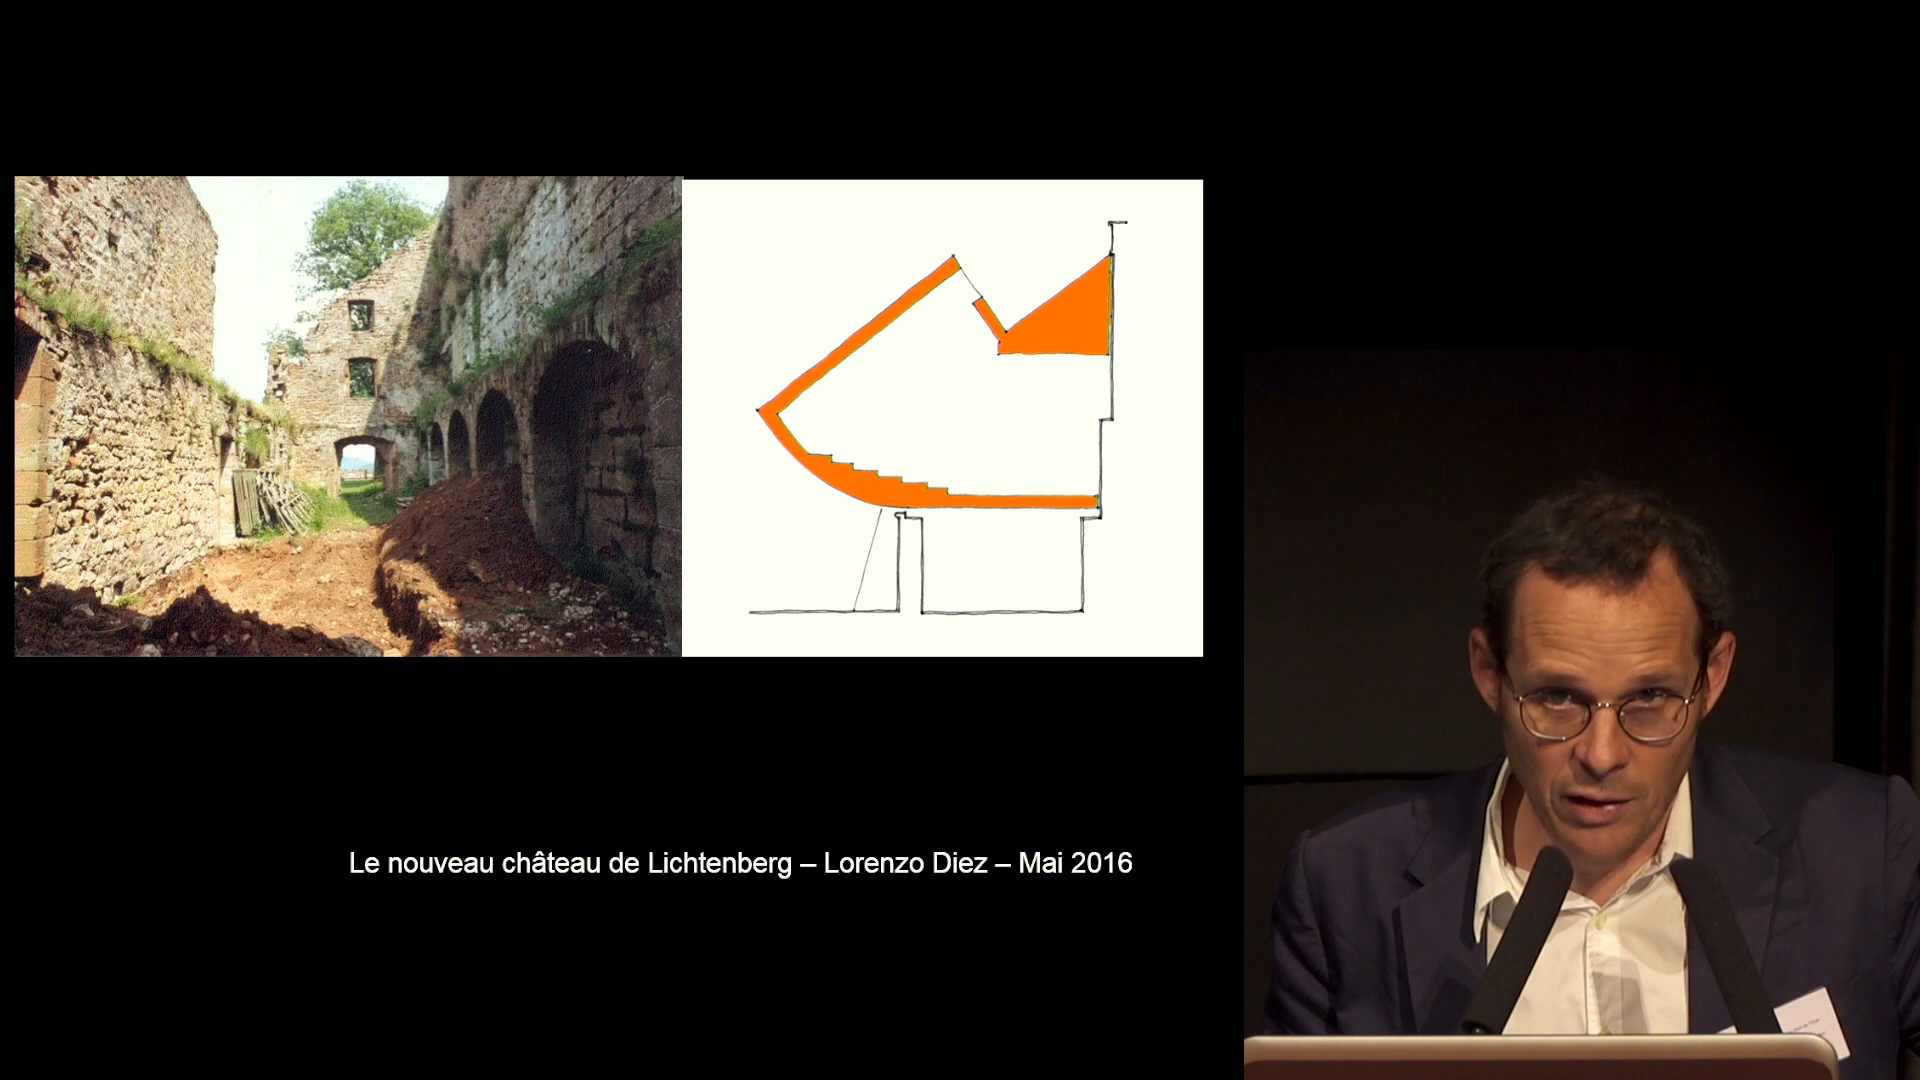 Le nouveau château de Lichtenberg – Lorenzo Diez – Mai 2016